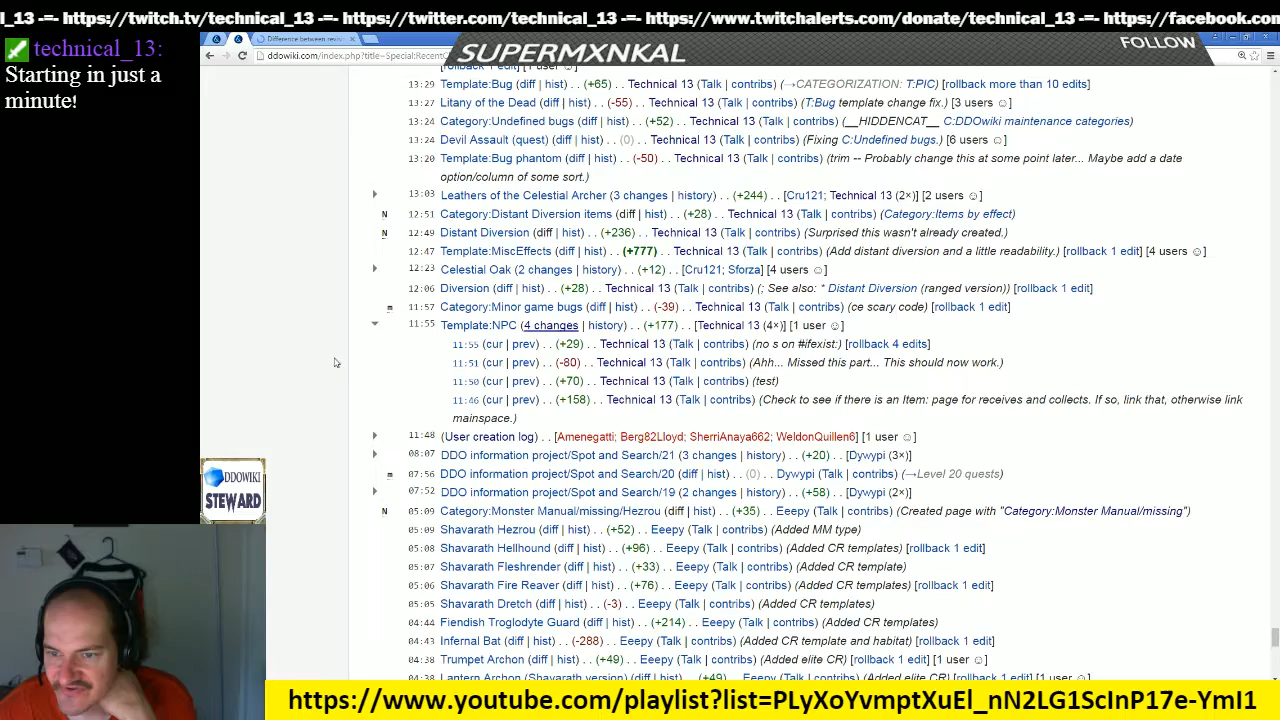 l_13 -=- https://twitch.tv/technical_13 -=- https://twitter.com/technical_13 -=- https://www.twitchalerts.com/donate/technical_13 -=- https://facebook.con
technical_13:
Starting in just a
minute!
Difference between revis
ddowiki.com/index.php?title=Special:RecentC
SUPERMXNKAL
FOLLOW
13:29 Template:Bug (diff | hist) . . (+65) . . Technical 13 (Talk | contribs) (→CATEGORIZATION: T:PIC) [rollback more than 10 edits]
13:27 Litany of the Dead (diff | hist) . . (-55) . . Technical 13 (Talk | contribs) (T:Bug template change fix.) [3 users ☺]
13:24 Category:Undefined bugs (diff | hist) . . (+52) . . Technical 13 (Talk | contribs) (__HIDDENCAT__ C:DDOwiki maintenance categories)
13:24 Devil Assault (quest) (diff | hist) . . (0) . . Technical 13 (Talk | contribs) (Fixing C:Undefined bugs.) [6 users ☺]
13:20 Template:Bug phantom (diff | hist) . . (-50) . . Technical 13 (Talk | contribs) (trim -- Probably change this at some point later... Maybe add a date
option/column of some sort.)
13:03 Leathers of the Celestial Archer (3 changes | history) . . (+244) . . [Cru121; Technical 13 (2×)] [2 users ☺]
N 12:51 Category:Distant Diversion items (diff | hist) . . (+28) . . Technical 13 (Talk | contribs) (Category:Items by effect)
N 12:49 Distant Diversion (diff | hist) . . (+236) . . Technical 13 (Talk | contribs) (Surprised this wasn't already created.)
12:47 Template:MiscEffects (diff | hist) . . (+777) . . Technical 13 (Talk | contribs) (Add distant diversion and a little readability.) [rollback 1 edit] [4 users ☺]
12:23 Celestial Oak (2 changes | history) . . (+12) . . [Cru121; Sforza] [4 users ☺]
12:06 Diversion (diff | hist) . . (+28) . . Technical 13 (Talk | contribs) (; See also: * Distant Diversion (ranged version)) [rollback 1 edit]
m 11:57 Category:Minor game bugs (diff | hist) . . (-39) . . Technical 13 (Talk | contribs) (ce scary code) [rollback 1 edit]
11:55 Template:NPC (4 changes | history) . . (+177) . . [Technical 13 (4×)] [1 user ☺]
11:55 (cur | prev) . . (+29) . . Technical 13 (Talk | contribs) (no s on #ifexist:) [rollback 4 edits]
11:51 (cur | prev) . . (-80) . . Technical 13 (Talk | contribs) (Ahh... Missed this part... This should now work.)
11:50 (cur | prev) . . (+70) . . Technical 13 (Talk | contribs) (test)
11:46 (cur | prev) . . (+158) . . Technical 13 (Talk | contribs) (Check to see if there is an Item: page for receives and collects. If so, link that, otherwise link
mainspace.)
11:48 (User creation log) . . [Amenegatti; Berg82Lloyd; SherriAnaya662; WeldonQuillen6] [1 user ☺]
08:07 DDO information project/Spot and Search/21 (3 changes | history) . . (+20) . . [Dywypi (3×)]
m 07:56 DDO information project/Spot and Search/20 (diff | hist) . . (0) . . Dywypi (Talk | contribs) (→Level 20 quests)
07:52 DDO information project/Spot and Search/19 (2 changes | history) . . (+58) . . [Dywypi (2×)]
N 05:09 Category:Monster Manual/missing/Hezrou (diff | hist) . . (+35) . . Eeepy (Talk | contribs) (Created page with "Category:Monster Manual/missing")
05:09 Shavarath Hezrou (diff | hist) . . (+52) . . Eeepy (Talk | contribs) (Added MM type)
05:08 Shavarath Hellhound (diff | hist) . . (+96) . . Eeepy (Talk | contribs) (Added CR templates) [rollback 1 edit]
05:07 Shavarath Fleshrender (diff | hist) . . (+33) . . Eeepy (Talk | contribs) (Added CR template)
05:06 Shavarath Fire Reaver (diff | hist) . . (+76) . . Eeepy (Talk | contribs) (Added CR templates) [rollback 1 edit]
05:05 Shavarath Dretch (diff | hist) . . (-3) . . Eeepy (Talk | contribs) (Added CR templates)
04:44 Fiendish Troglodyte Guard (diff | hist) . . (+214) . . Eeepy (Talk | contribs) (Added CR templates)
04:43 Infernal Bat (diff | hist) . . (-288) . . Eeepy (Talk | contribs) (Added CR template and habitat) [rollback 1 edit]
04:38 Trumpet Archon (diff | hist) . . (+49) . . Eeepy (Talk | contribs) (Added elite CR) [rollback 1 edit] [1 user ☺]
04:38 Lantern Archon (Shavarath version) (diff | hist) . . (+49) . . Eeepy (Talk | contribs) (Added elite CR) [rollback 1 edit] [1 user ☺]
DDOWIKI
STEWARD
https://www.youtube.com/playlist?list=PLyXoYvmptXuEl_nN2LG1ScInP17e-YmI1